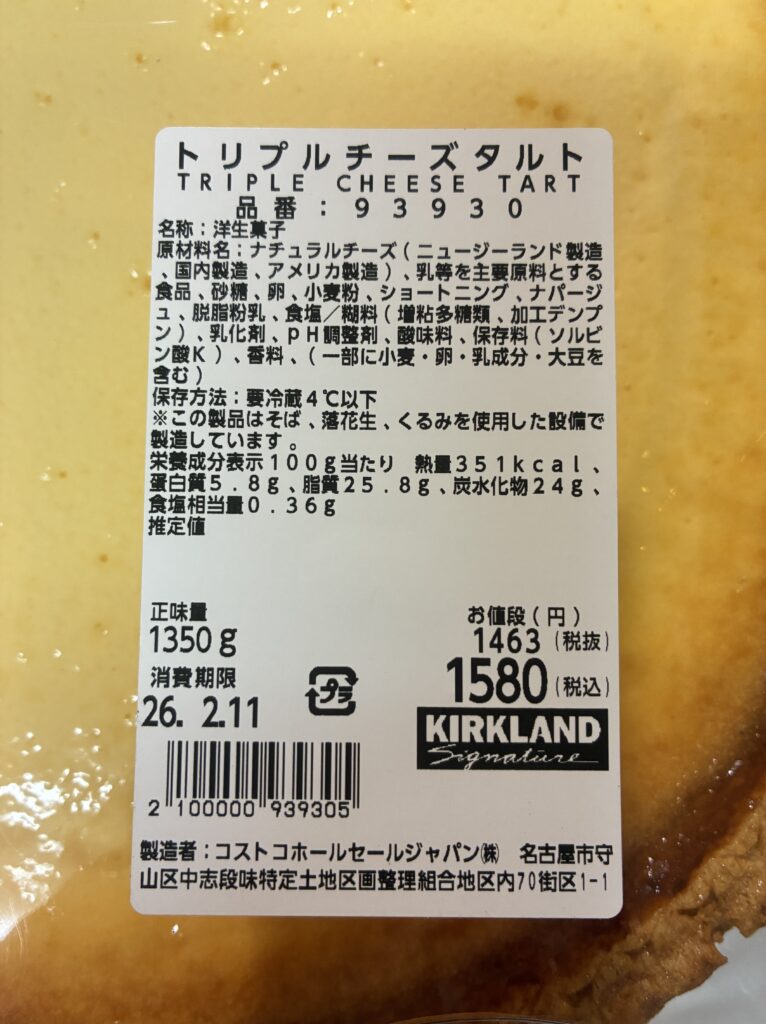 トリプルチーズタルト
TRIPLE CHEESE TART
品番：93930
名称：洋生菓子
原材料名：ナチュラルチーズ（ニュージーランド製造
、国内製造、アメリカ製造）、乳等を主要原料とする
食品、砂糖、卵、小麦粉、ショートニング、ナパージ
ュ、脱脂粉乳、食塩／糊料（増粘多糖類、加工デンプ
ン）、乳化剤、pH調整剤、酸味料、保存料（ソルビ
ン酸K）、香料、（一部に小麦・卵・乳成分・大豆を
含む）
保存方法：要冷蔵4℃以下
※この製品はそば、落花生、くるみを使用した設備で
製造しています。
栄養成分表示100g当たり　熱量351kcal、
蛋白質5.8g、脂質25.8g、炭水化物24g、
食塩相当量0.36g
推定値
正味量
1350g
お値段（円）
1463（税抜）
1580（税込）
消費期限
26. 2.11
プラ
KIRKLAND
Signature
2 100000 939305
製造者：コストコホールセールジャパン㈱　名古屋市守
山区中志段味特定土地区画整理組合地区内70街区1-1